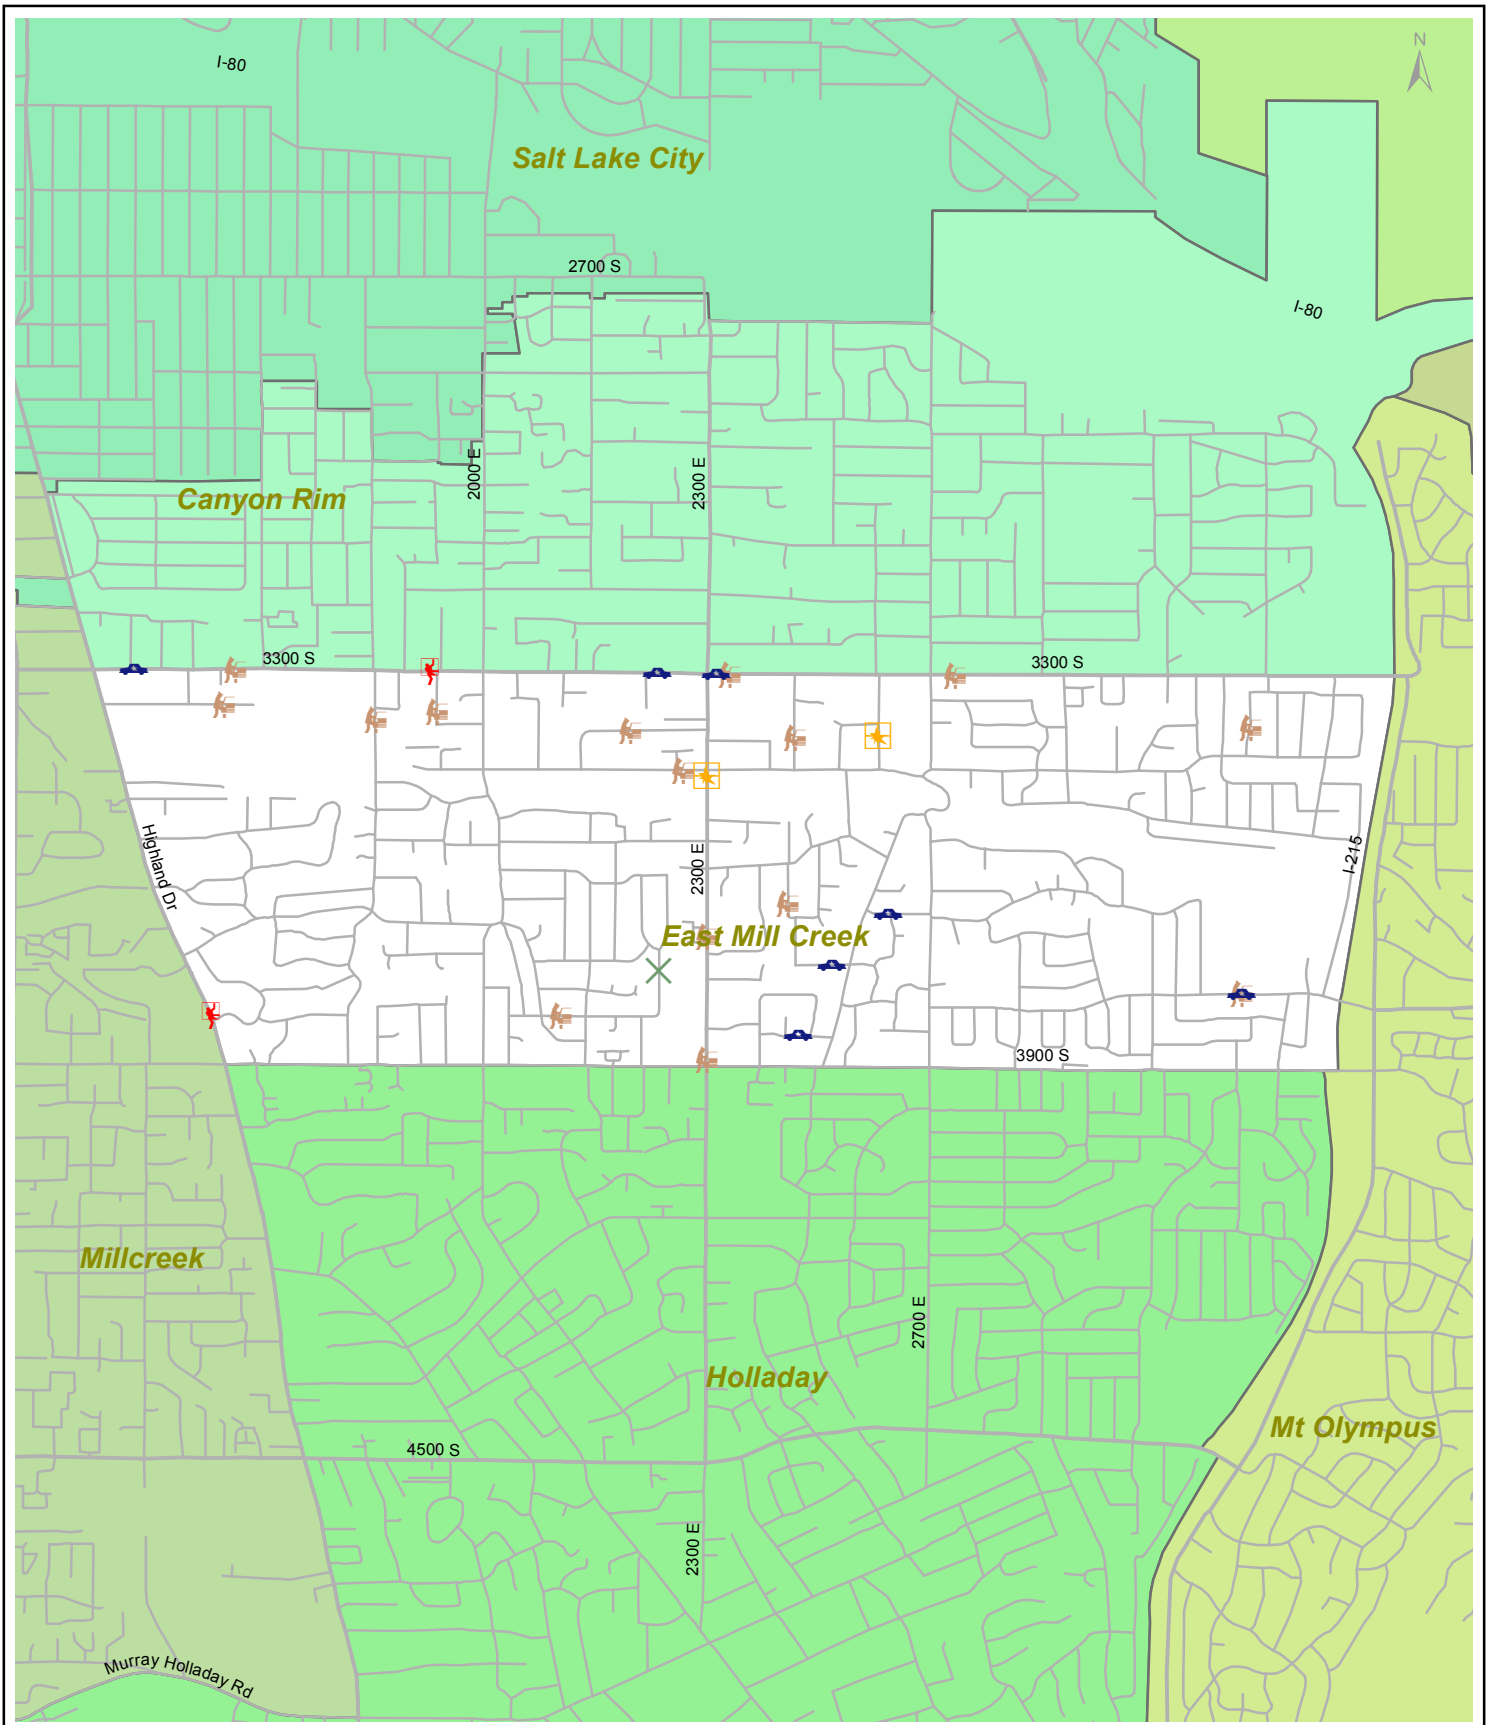 N
I-80
Salt Lake City
2700 S
I-80
2000 E
2300 E
Canyon Rim
3300 S
3300 S
Highland Dr
2300 E
I-215
East Mill Creek
3900 S
Millcreek
2700 E
Holladay
Mt Olympus
4500 S
2300 E
Murray Holladay Rd